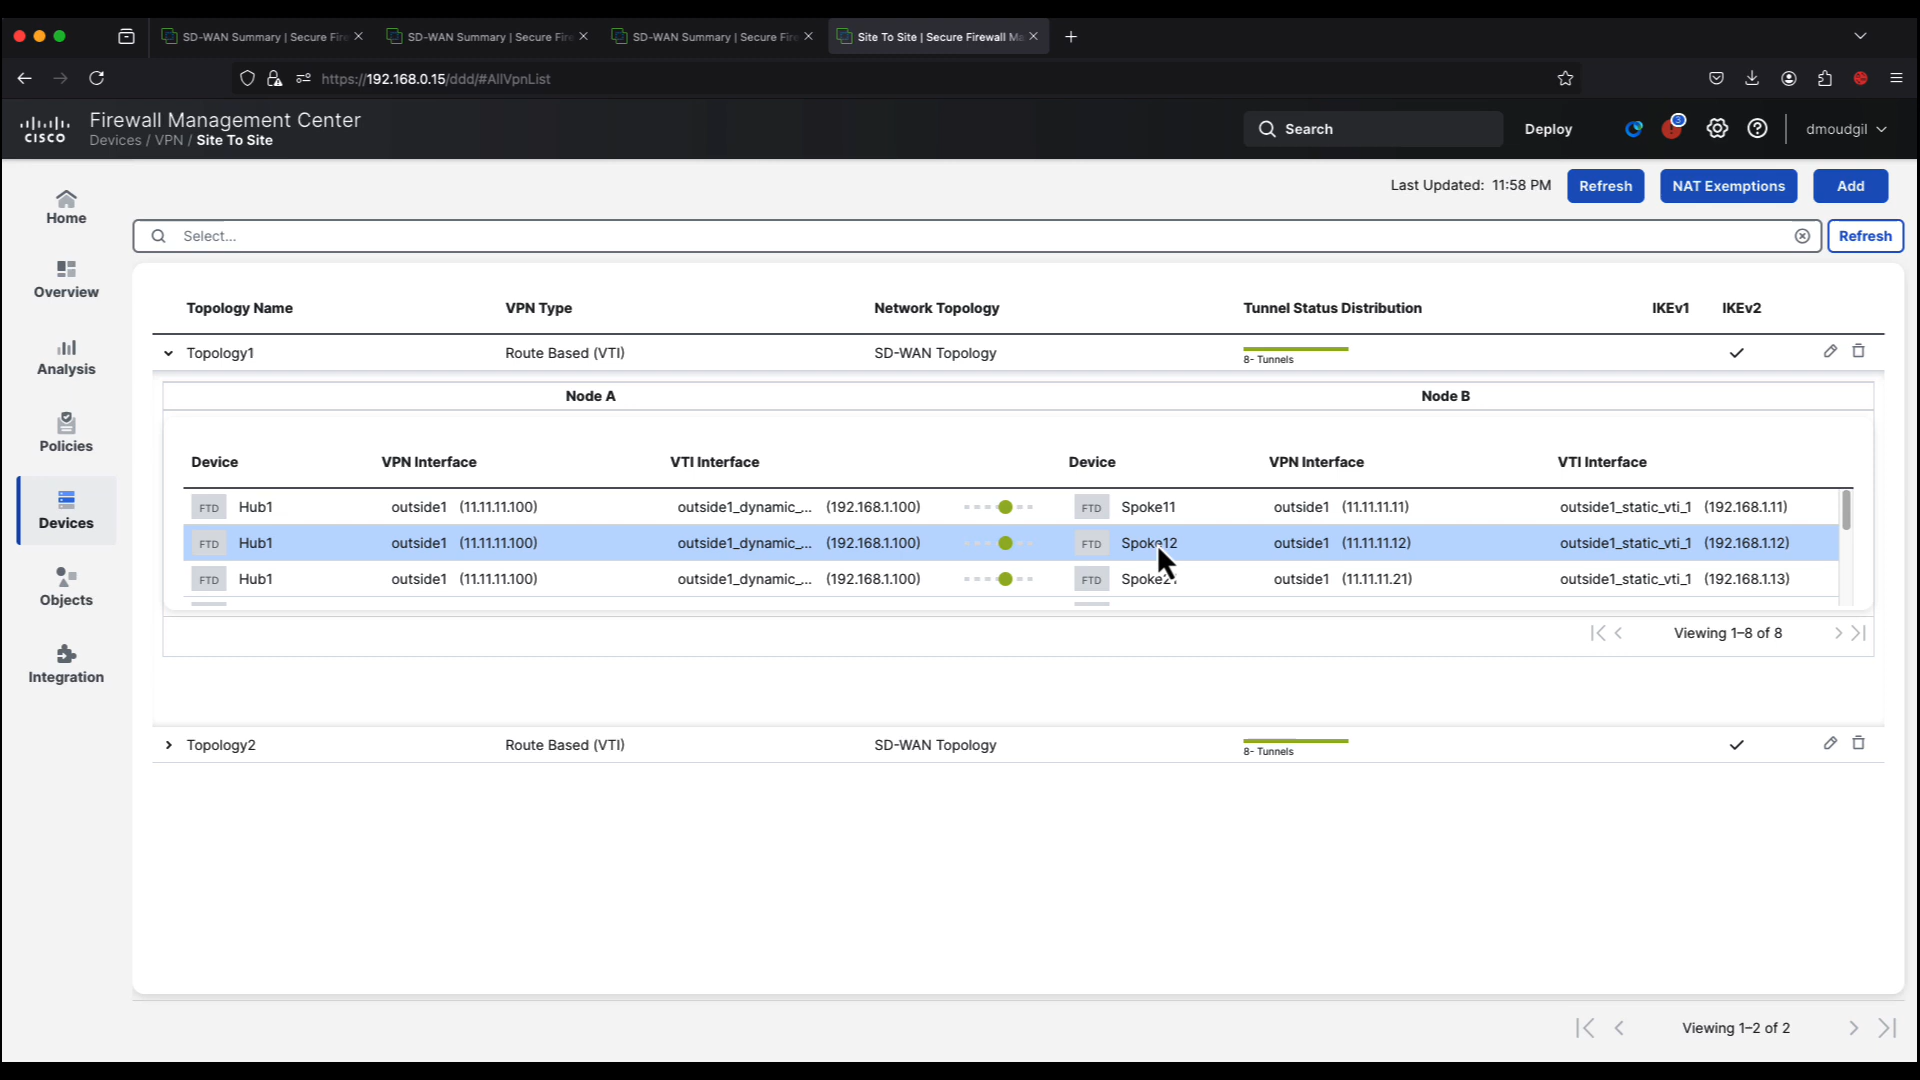 SD-WAN Summary | Secure Fire
SD-WAN Summary | Secure Fire
SD-WAN Summary | Secure Fire
Site To Site | Secure Firewall Ma
https://192.168.0.15/ddd/#AllVpnList
CISCO
Firewall Management Center
Devices / VPN / Site To Site
Search
Deploy
3
dmoudgil
Home
Overview
Analysis
Policies
Devices
Objects
Integration
Last Updated: 11:58 PM
Refresh
NAT Exemptions
Add
Select...
Refresh
Topology Name VPN Type Network Topology Tunnel Status Distribution IKEv1 IKEv2
Topology1 Route Based (VTI) SD-WAN Topology 8- Tunnels
Node A Node B
Device VPN Interface VTI Interface Device VPN Interface VTI Interface
FTD Hub1 outside1 (11.11.11.100) outside1_dynamic_... (192.168.1.100) FTD Spoke11 outside1 (11.11.11.11) outside1_static_vti_1 (192.168.1.11)
FTD Hub1 outside1 (11.11.11.100) outside1_dynamic_... (192.168.1.100) FTD Spoke12 outside1 (11.11.11.12) outside1_static_vti_1 (192.168.1.12)
FTD Hub1 outside1 (11.11.11.100) outside1_dynamic_... (192.168.1.100) FTD outside1 (11.11.11.21) outside1_static_vti_1 (192.168.1.13)
Viewing 1–8 of 8
Topology2 Route Based (VTI) SD-WAN Topology 8- Tunnels
Viewing 1–2 of 2